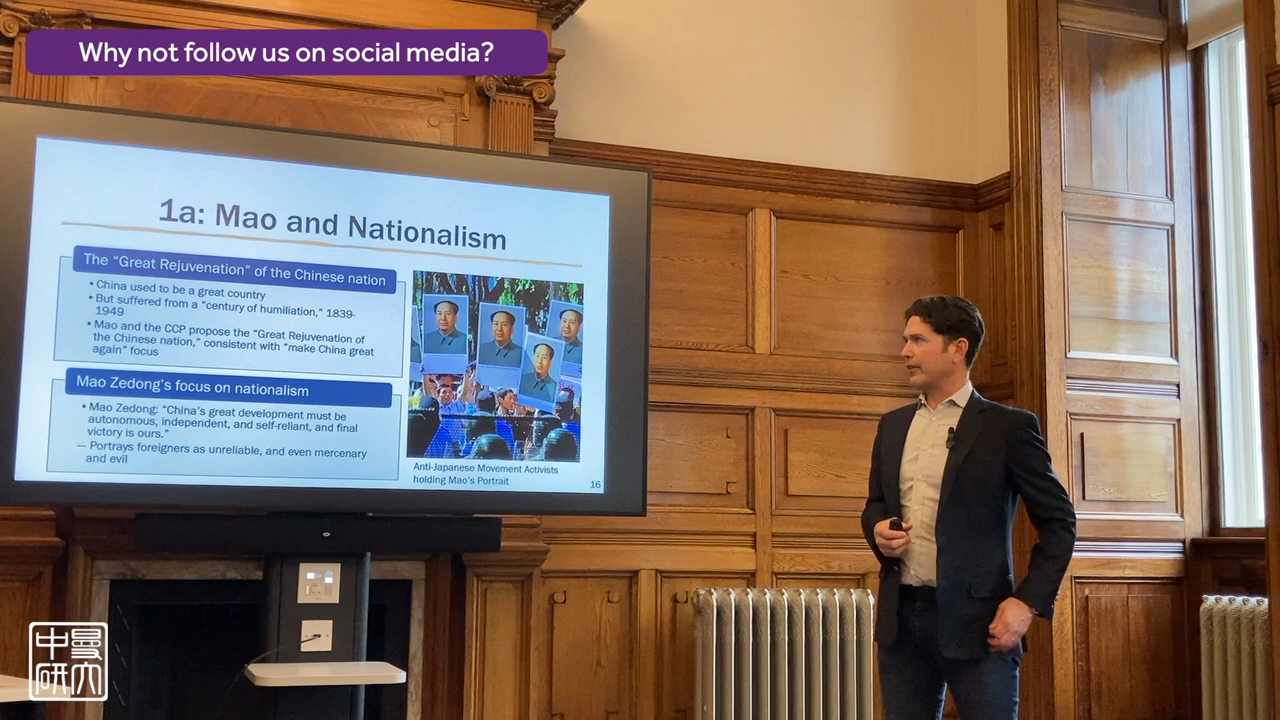 Why not follow us on social media?
1a: Mao and Nationalism
The “Great Rejuvenation” of the Chinese nation
• China used to be a great country
• But suffered from a “century of humiliation,” 1839-
1949
• Mao and the CCP propose the “Great Rejuvenation of
the Chinese nation,” consistent with “make China great
again” focus
Mao Zedong’s focus on nationalism
• Mao Zedong: “China’s great development must be
autonomous, independent, and self-reliant, and final
victory is ours.”
— Portrays foreigners as unreliable, and even mercenary
and evil
Anti-Japanese Movement Activists
holding Mao’s Portrait
16
中曼
研究